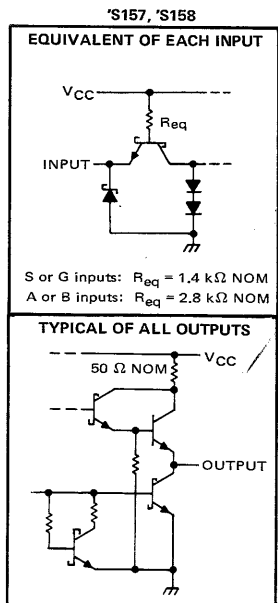 'S157, 'S158
EQUIVALENT OF EACH INPUT
VCC
Req
INPUT
S or G inputs: Req = 1.4 kΩ NOM
A or B inputs: Req = 2.8 kΩ NOM
TYPICAL OF ALL OUTPUTS
VCC
50 Ω NOM
OUTPUT